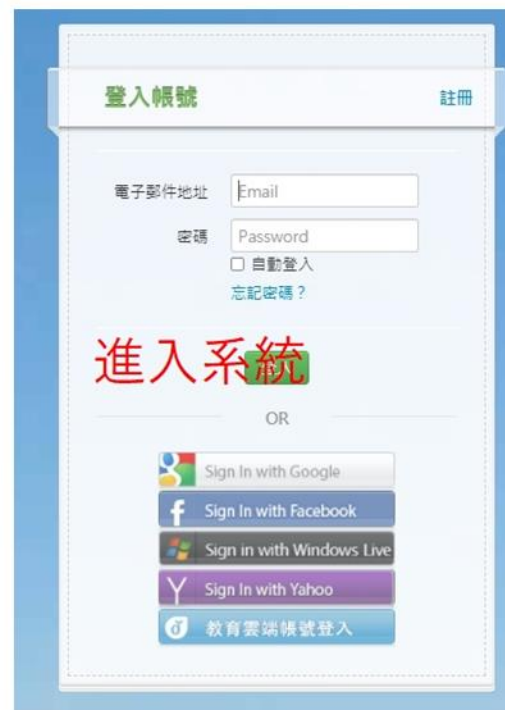 登入帳號 註冊
電子郵件地址 Email
密碼 Password
自動登入
忘記密碼？
進入系統
OR
Sign In with Google
Sign In with Facebook
Sign in with Windows Live
Sign In with Yahoo
教育雲端帳號登入